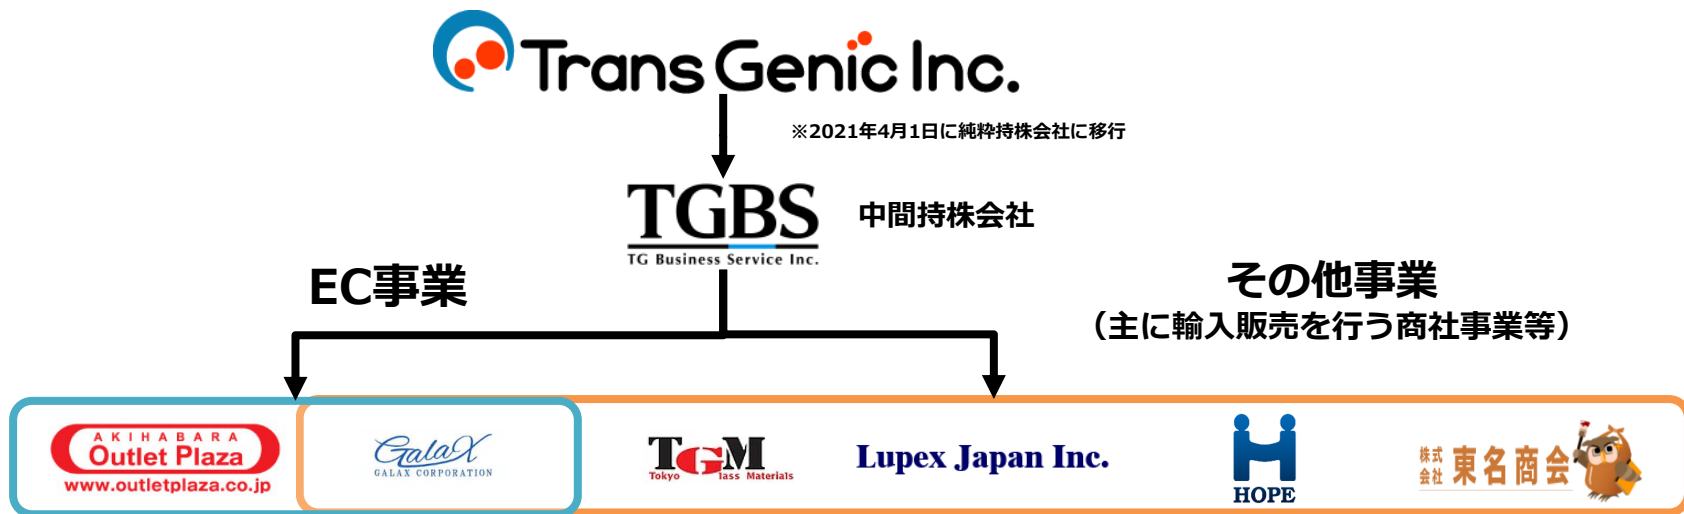 Trans Genic Inc.
※2021年4月1日に純粋持株会社に移行
TGBS
TG Business Service Inc.
中間持株会社
EC事業
その他事業
（主に輸入販売を行う商社事業等）
AKIHABARA
Outlet Plaza
www.outletplaza.co.jp
GalaX
GALAX CORPORATION
TGM
Tokyo Glass Materials
Lupex Japan Inc.
HOPE
株式会社 東名商会